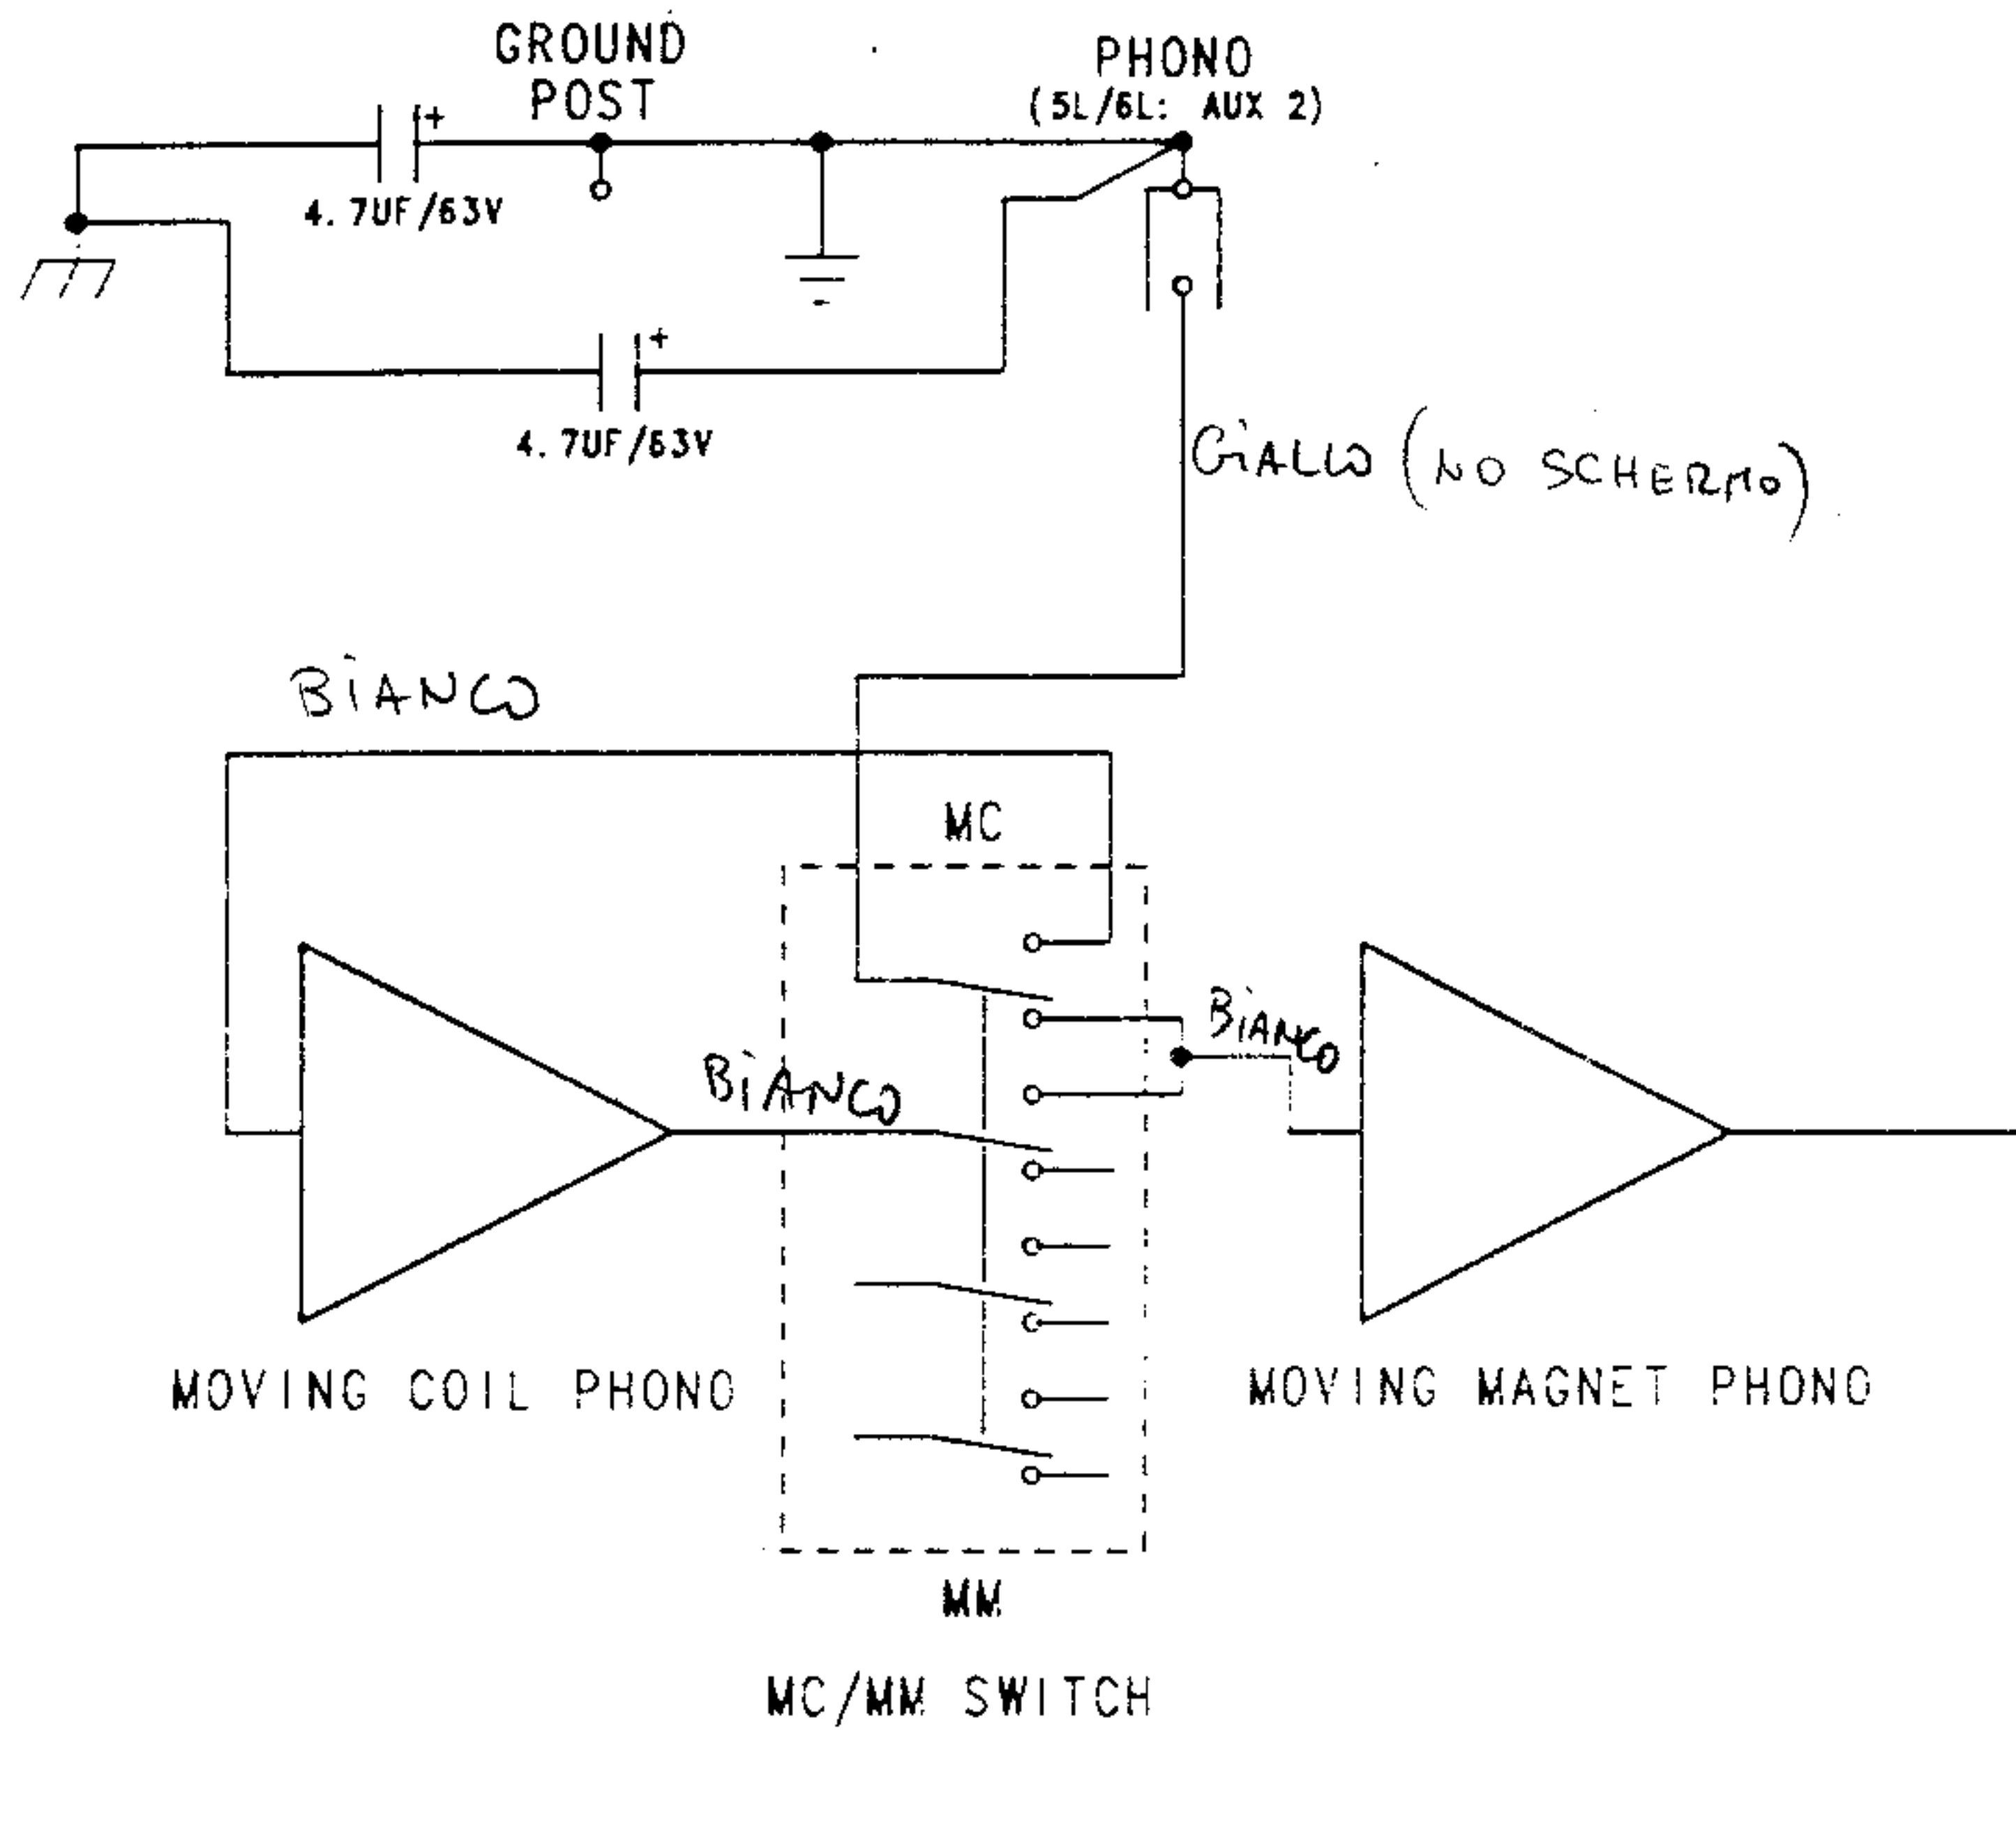 GROUND
POST
PHONO
(5L/6L: AUX 2)
+
4.7UF/63V
+
4.7UF/63V
GiALLO (NO SCHERMO)
BiANCO
MC
BiANCO
BiANCO
MOVING COIL PHONO
MOVING MAGNET PHONO
MM
MC/MM SWITCH